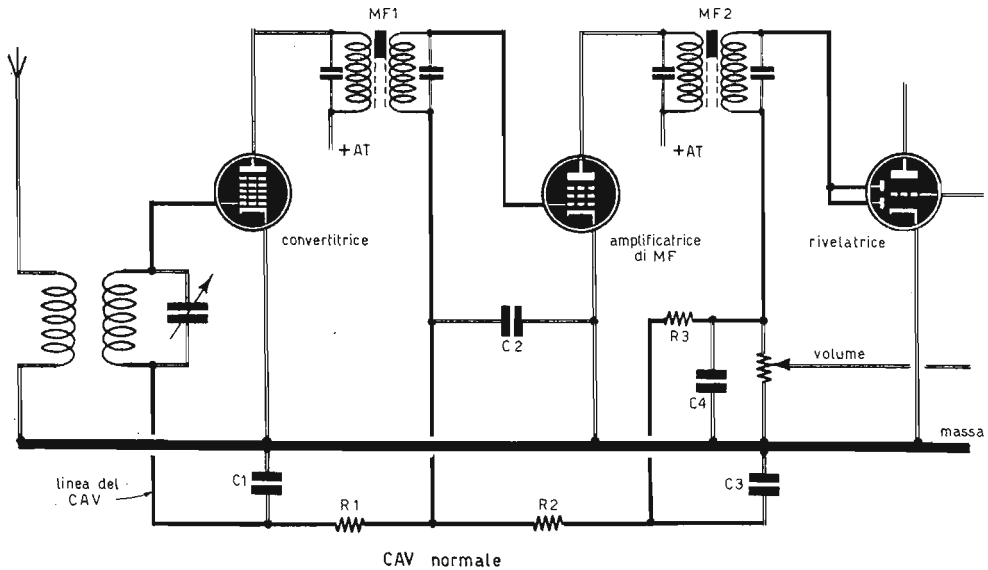 MF1
MF2
+AT
+AT
convertitrice
amplificatrice
di MF
rivelatrice
C2
R3
volume
C4
massa
linea del
CAV
C1
R1
R2
C3
CAV normale